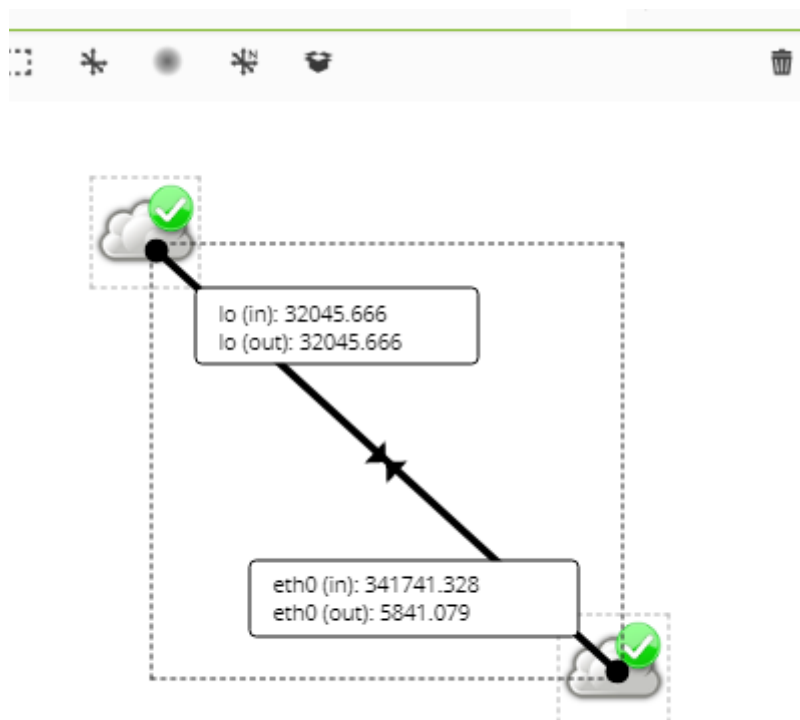 lo (in): 32045.666
lo (out): 32045.666
eth0 (in): 341741.328
eth0 (out): 5841.079